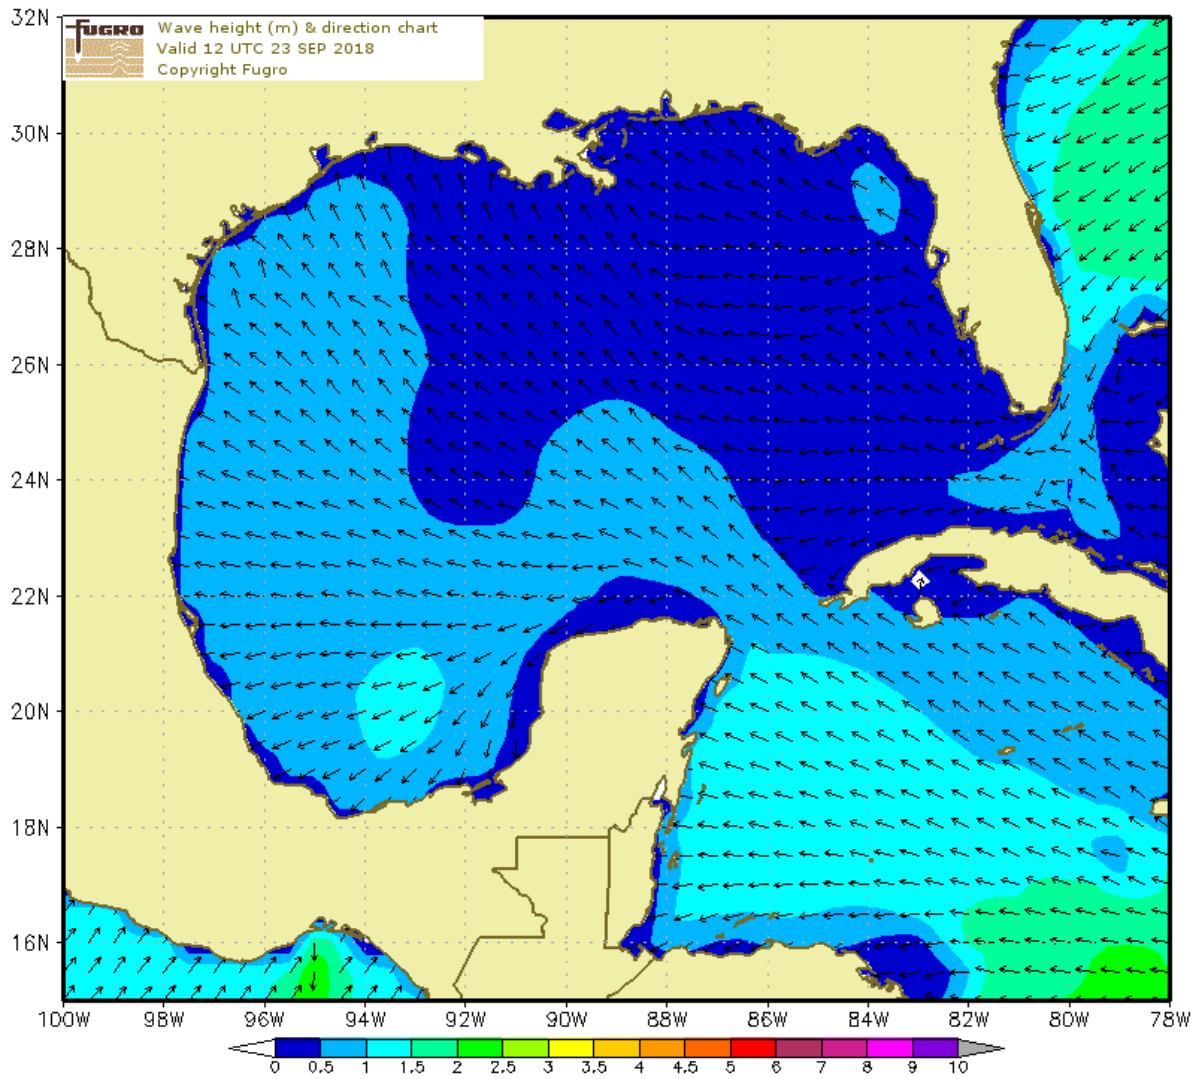 FUGRO
Wave height (m) & direction chart
Valid 12 UTC 23 SEP 2018
Copyright Fugro
32N
30N
28N
26N
24N
22N
20N
18N
16N
100W 98W 96W 94W 92W 90W 88W 86W 84W 82W 80W 78W
0 0.5 1 1.5 2 2.5 3 3.5 4 4.5 5 6 7 8 9 10